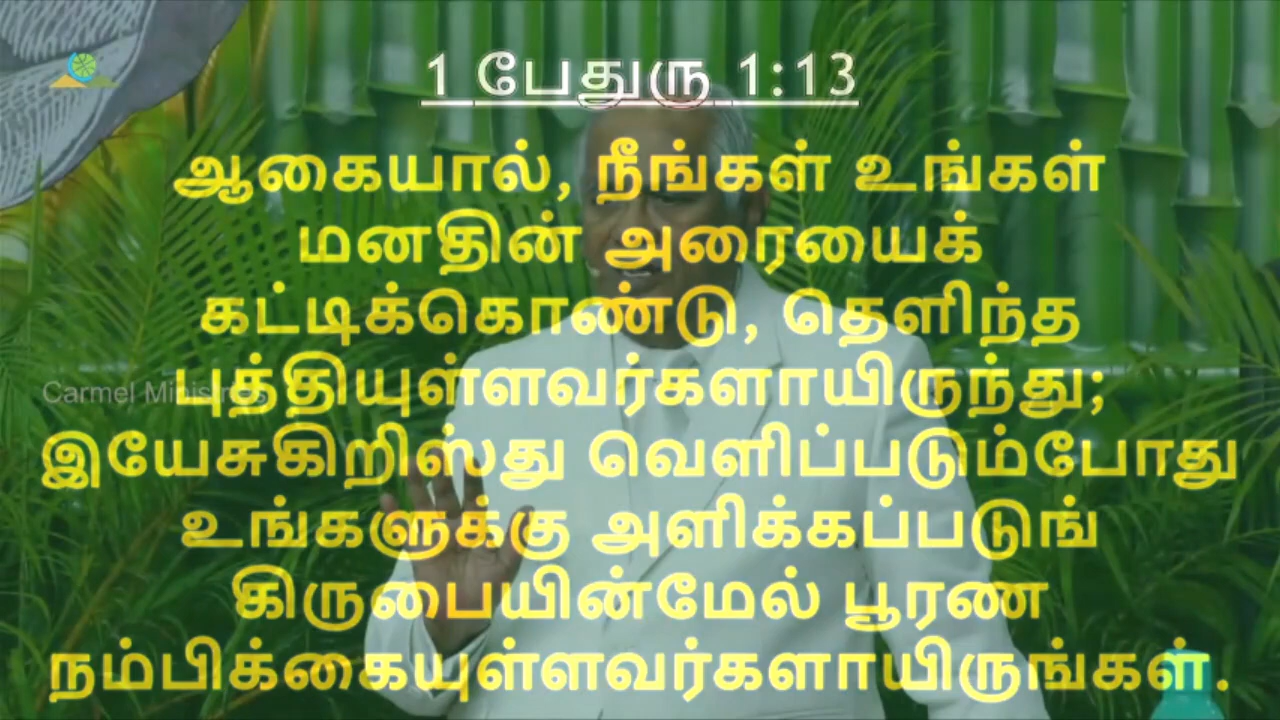 1 பேதுரு 1:13
ஆகையால், நீங்கள் உங்கள்
மனதின் அரையைக்
கட்டிக்கொண்டு, தெளிந்த
புத்தியுள்ளவர்களாயிருந்து;
Carmel Ministries
இயேசுகிறிஸ்து வெளிப்படும்போது
உங்களுக்கு அளிக்கப்படுங்
கிருபையின்மேல் பூரண
நம்பிக்கையுள்ளவர்களாயிருங்கள்.